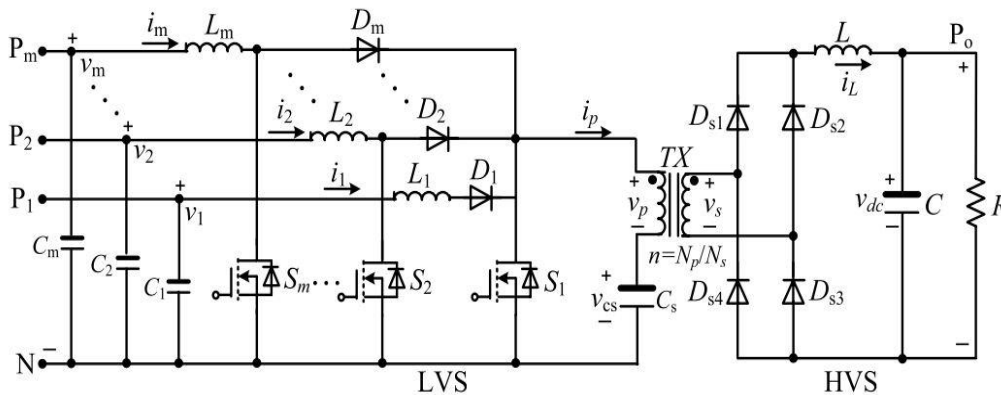 i_m L_m D_m L P_o
P_m + v_m i_L +
i_2 L_2 D_2 i_p D_s1 D_s2
P_2 + v_2 TX
P_1 + v_1 i_1 L_1 D_1 + v_p − + v_s − + v_dc − C R
n=N_p/N_s
C_m C_2 C_1 S_m S_2 S_1 + v_cs − C_s D_s4 D_s3
N − −
LVS HVS